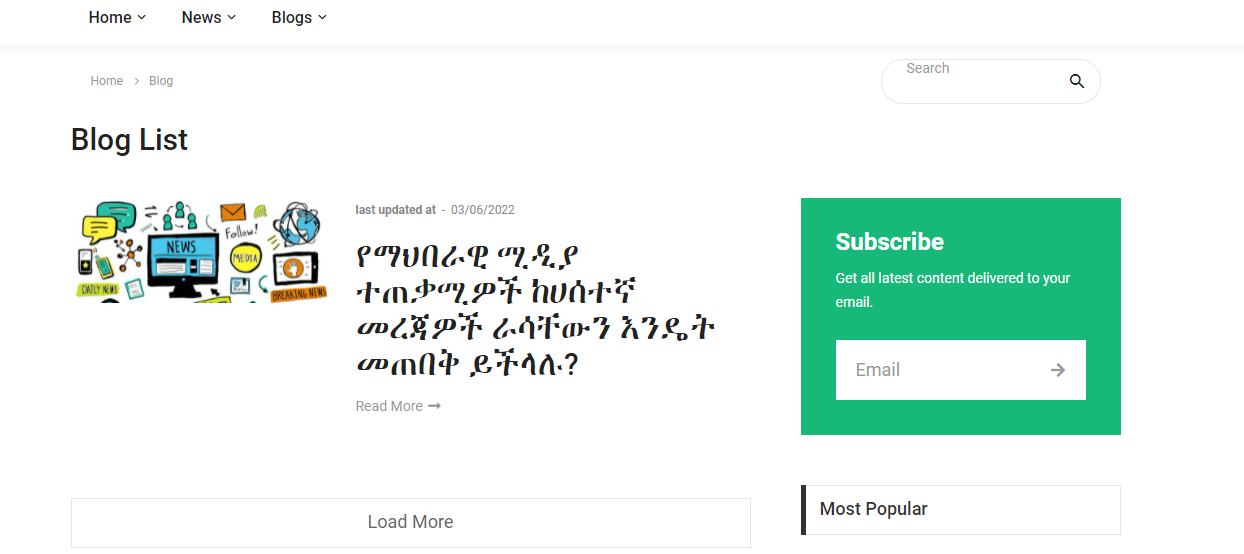 Home News Blogs
Home > Blog
Search
Blog List
last updated at - 03/06/2022
NEWS
Follow!
MEDIA
DAILY NEWS
BREAKING NEWS
የማህበራዊ ሚዲያ
ተጠቃሚዎች ከሀሰተኛ
መረጃዎች ራሳቸውን እንዴት
መጠበቅ ይችላሉ?
Read More
Load More
Subscribe
Get all latest content delivered to your
email.
Email
Most Popular